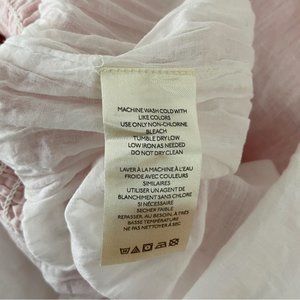 MACHINE WASH COLD WITH
LIKE COLORS
USE ONLY NON-CHLORINE
BLEACH
TUMBLE DRY LOW
LOW IRON AS NEEDED
DO NOT DRY CLEAN
LAVER À LA MACHINE À L'EAU
FROIDE AVEC COULEURS
SIMILAIRES
UTILISER UN AGENT DE
BLANCHIMENT SANS CHLORE
SI NÉCESSAIRE
SECHER FAIBLE
REPASSER, AU BESOIN, À TRÈS
BASSE TEMPÉRATURE
NE PAS NETTOYER À SEC